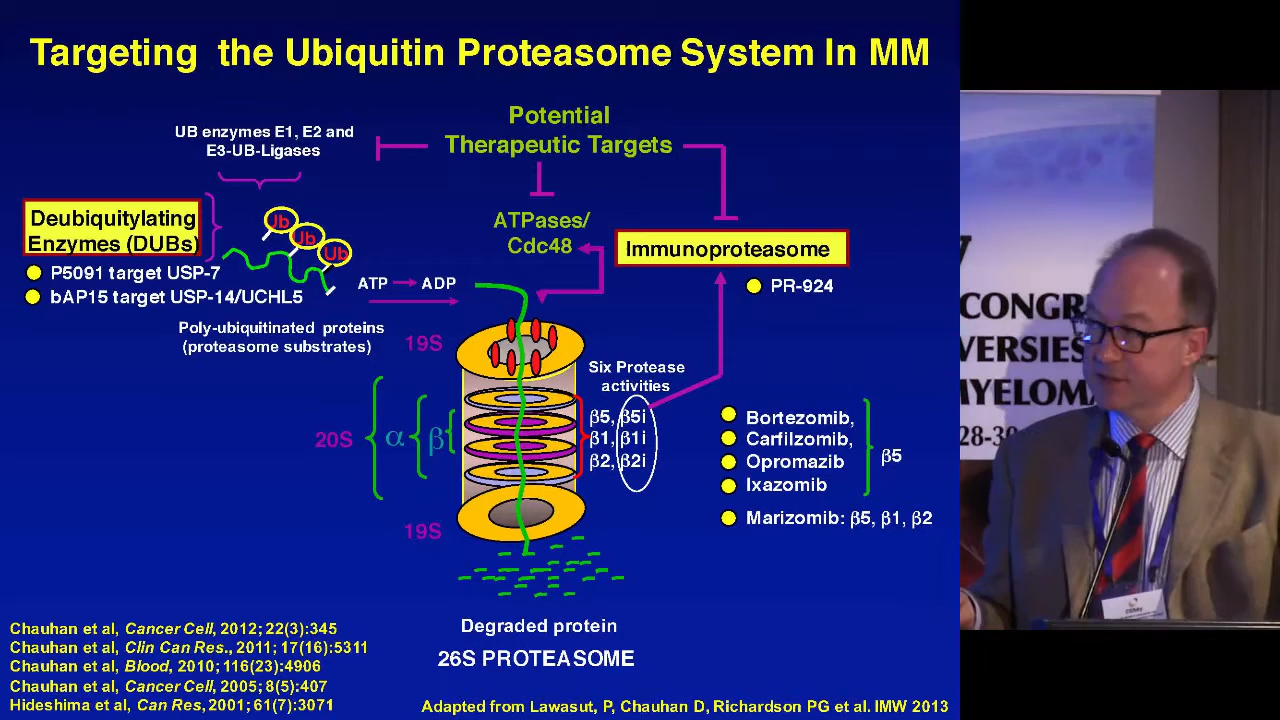 Targeting the Ubiquitin Proteasome System In MM
Potential
Therapeutic Targets
UB enzymes E1, E2 and
E3-UB-Ligases
Deubiquitylating
Enzymes (DUBs)
P5091 target USP-7
bAP15 target USP-14/UCHL5
Ub
Ub
Ub
Poly-ubiquitinated proteins
(proteasome substrates)
ATP
ADP
ATPases/
Cdc48
Immunoproteasome
PR-924
19S
Six Protease
activities
β5, β5i
β1, β1i
β2, β2i
20S
α
β
19S
Bortezomib,
Carfilzomib,
Opromazib
Ixazomib
β5
Marizomib: β5, β1, β2
Degraded protein
26S PROTEASOME
Chauhan et al, Cancer Cell, 2012; 22(3):345
Chauhan et al, Clin Can Res., 2011; 17(16):5311
Chauhan et al, Blood, 2010; 116(23):4906
Chauhan et al, Cancer Cell, 2005; 8(5):407
Hideshima et al, Can Res, 2001; 61(7):3071
Adapted from Lawasut, P, Chauhan D, Richardson PG et al. IMW 2013
CONGR
VERSIES
MYELOMA
28-30